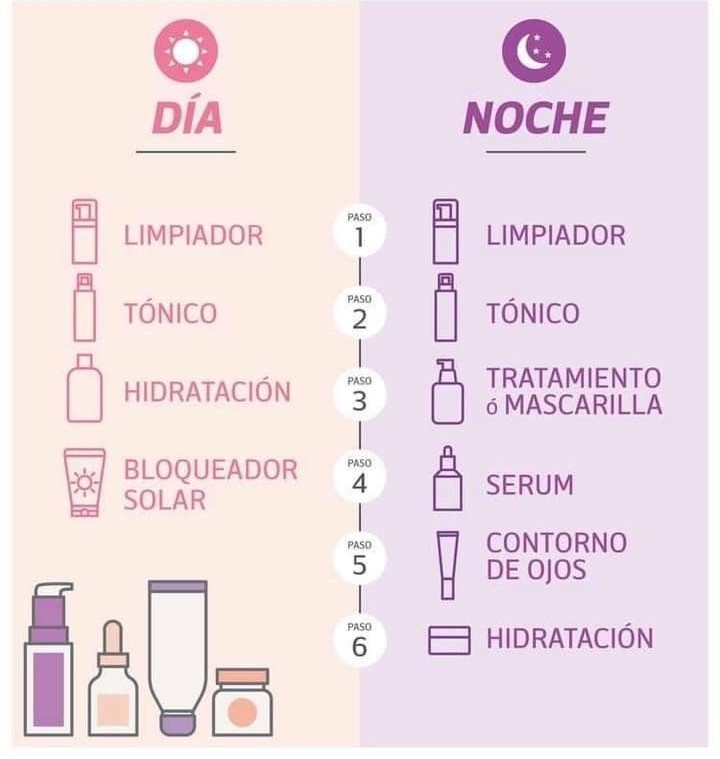 DÍA
LIMPIADOR
TÓNICO
HIDRATACIÓN
BLOQUEADOR
SOLAR
PASO
1
PASO
2
PASO
3
PASO
4
PASO
5
PASO
6
NOCHE
LIMPIADOR
TÓNICO
TRATAMIENTO
ó MASCARILLA
SERUM
CONTORNO
DE OJOS
HIDRATACIÓN